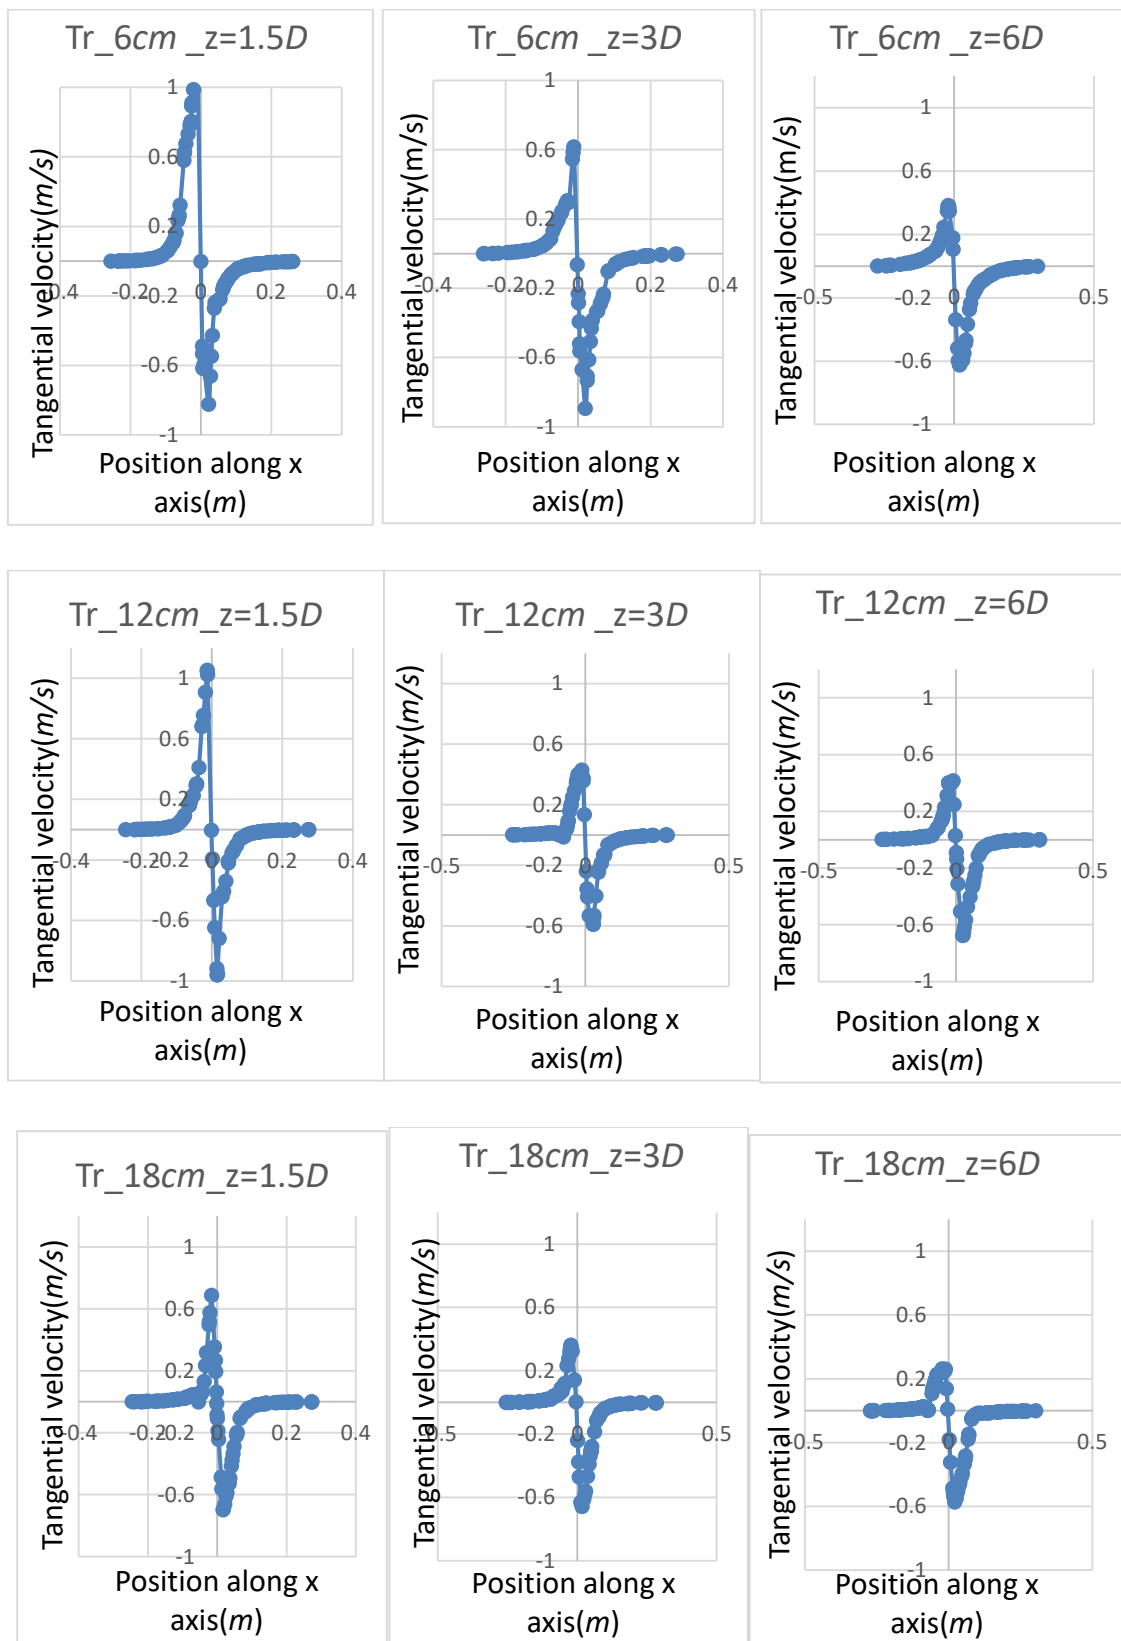 Tr_6cm _z=1.5D
Tangential velocity(m/s)
1
0.6
0.2
-0.4 -0.2 0 0.2 0.4
-0.2
-0.6
-1
Position along x
axis(m)
Tr_6cm _z=3D
Tangential velocity(m/s)
1
0.6
0.2
-0.4 -0.2 0 0.2 0.4
-0.2
-0.6
-1
Position along x
axis(m)
Tr_6cm _z=6D
Tangential velocity(m/s)
1
0.6
0.2
-0.5 0 0.5
-0.2
-0.6
-1
Position along x
axis(m)
Tr_12cm_z=1.5D
Tangential velocity(m/s)
1
0.6
0.2
-0.4 -0.2 0 0.2 0.4
-0.2
-0.6
-1
Position along x
axis(m)
Tr_12cm _z=3D
Tangential velocity(m/s)
1
0.6
0.2
-0.5 0 0.5
-0.2
-0.6
-1
Position along x
axis(m)
Tr_12cm _z=6D
Tangential velocity(m/s)
1
0.6
0.2
-0.5 0 0.5
-0.2
-0.6
-1
Position along x
axis(m)
Tr_18cm_z=1.5D
Tangential velocity(m/s)
1
0.6
0.2
-0.4 -0.2 0 0.2 0.4
-0.2
-0.6
-1
Position along x
axis(m)
Tr_18cm_z=3D
Tangential velocity(m/s)
1
0.6
0.2
-0.5 0 0.5
-0.2
-0.6
-1
Position along x
axis(m)
Tr_18cm_z=6D
Tangential velocity(m/s)
1
0.6
0.2
-0.5 0 0.5
-0.2
-0.6
-1
Position along x
axis(m)